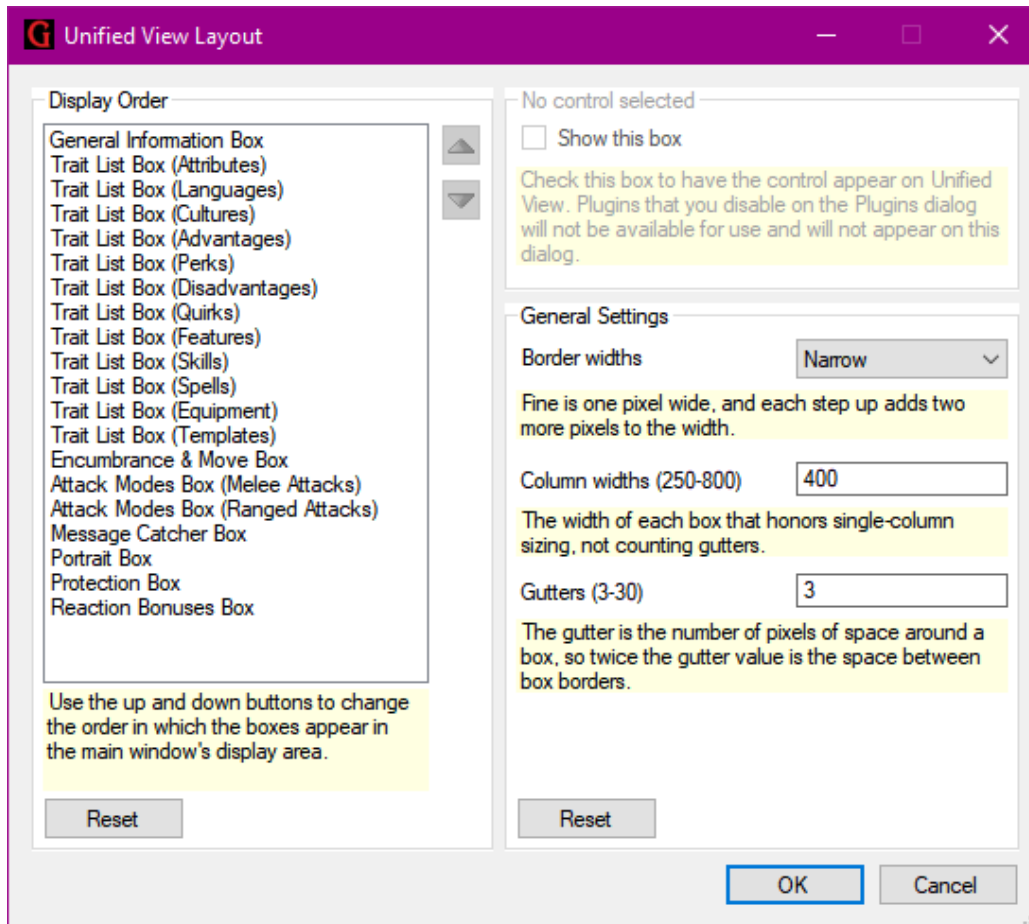 G Unified View Layout
Display Order
General Information Box
Trait List Box (Attributes)
Trait List Box (Languages)
Trait List Box (Cultures)
Trait List Box (Advantages)
Trait List Box (Perks)
Trait List Box (Disadvantages)
Trait List Box (Quirks)
Trait List Box (Features)
Trait List Box (Skills)
Trait List Box (Spells)
Trait List Box (Equipment)
Trait List Box (Templates)
Encumbrance & Move Box
Attack Modes Box (Melee Attacks)
Attack Modes Box (Ranged Attacks)
Message Catcher Box
Portrait Box
Protection Box
Reaction Bonuses Box
Use the up and down buttons to change
the order in which the boxes appear in
the main window's display area.
Reset
No control selected
Show this box
Check this box to have the control appear on Unified
View. Plugins that you disable on the Plugins dialog
will not be available for use and will not appear on this
dialog.
General Settings
Border widths Narrow
Fine is one pixel wide, and each step up adds two
more pixels to the width.
Column widths (250-800) 400
The width of each box that honors single-column
sizing, not counting gutters.
Gutters (3-30) 3
The gutter is the number of pixels of space around a
box, so twice the gutter value is the space between
box borders.
Reset
OK Cancel